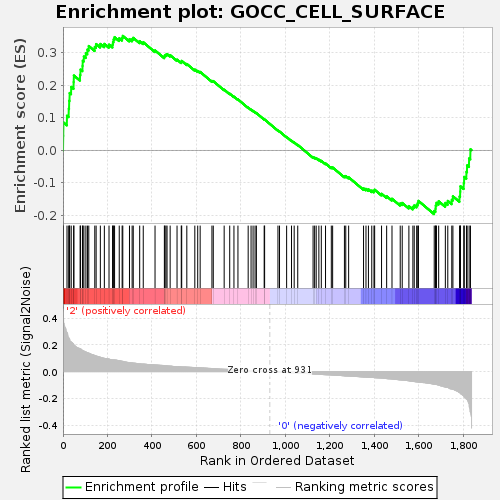 Enrichment plot: GOCC_CELL_SURFACE
Enrichment score (ES)
0.3
0.2
0.1
0.0
-0.1
-0.2
Ranked list metric (Signal2Noise)
0.4
0.2
0.0
-0.2
-0.4
'2' (positively correlated)
Zero cross at 931
'0' (negatively correlated)
0
200
400
600
800
1,000
1,200
1,400
1,600
1,800
Rank in Ordered Dataset
Enrichment profile
Hits
Ranking metric scores